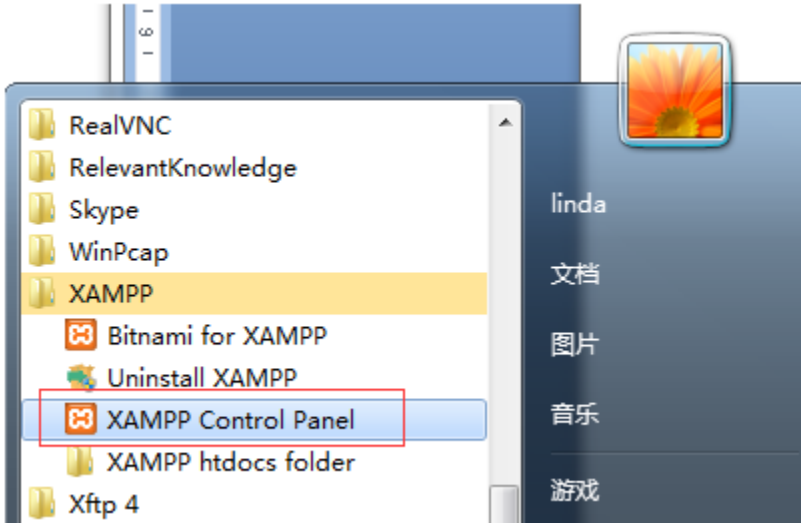 RealVNC
RelevantKnowledge
Skype
WinPcap
XAMPP
Bitnami for XAMPP
Uninstall XAMPP
XAMPP Control Panel
XAMPP htdocs folder
Xftp 4
linda
文档
图片
音乐
游戏